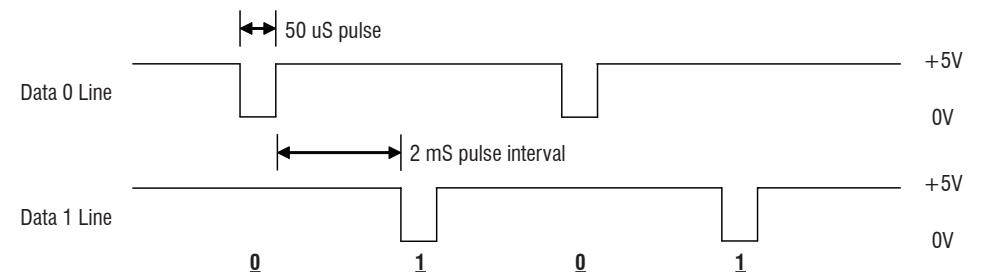 50 uS pulse
+5V
Data 0 Line
0V
2 mS pulse interval
+5V
Data 1 Line
0V
0 1 0 1